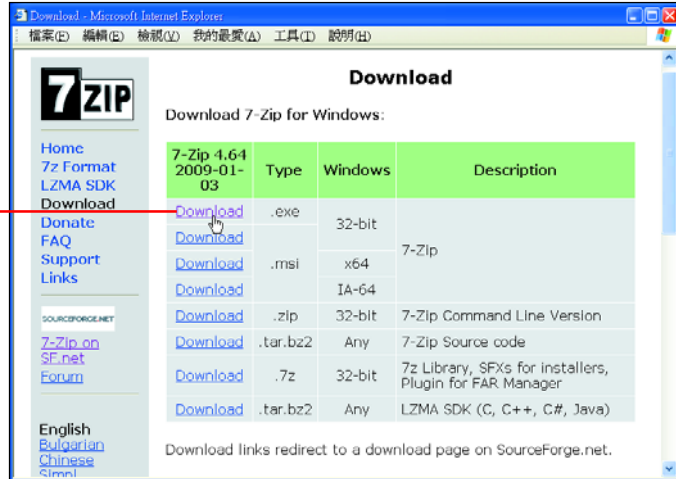 Download - Microsoft Internet Explorer
檔案(E) 編輯(E) 檢視(V) 我的最愛(A) 工具(T) 說明(H)
7 ZIP
Home
7z Format
LZMA SDK
Download
Donate
FAQ
Support
Links
SOURCEFORGE.NET
7-Zip on
SF.net
Forum
English
Bulgarian
Chinese
Simpl.
Download
Download 7-Zip for Windows:
7-Zip 4.64 Type Windows Description
2009-01-
03
Download .exe 32-bit 7-Zip
Download .msi
Download x64
Download IA-64
Download .zip 32-bit 7-Zip Command Line Version
Download .tar.bz2 Any 7-Zip Source code
Download .7z 32-bit 7z Library, SFXs for installers,
Plugin for FAR Manager
Download .tar.bz2 Any LZMA SDK (C, C++, C#, Java)
Download links redirect to a download page on SourceForge.net.